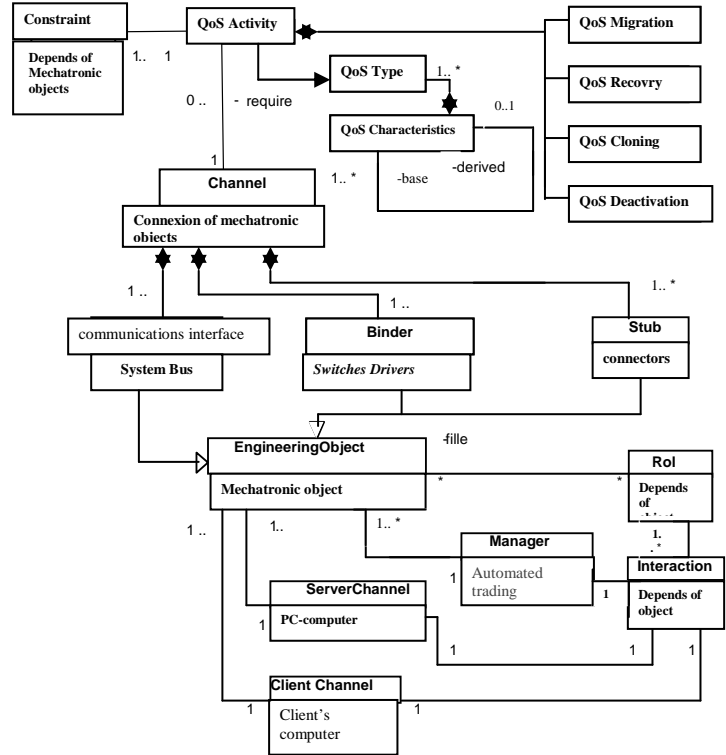 Constraint
Depends of
Mechatronic
objects
1..
1
QoS Activity
QoS Migration
QoS Type
1.. *
QoS Recovry
0 ..
- require
QoS Characteristics
0..1
QoS Cloning
1.. *
-base
-derived
QoS Deactivation
1
Channel
Connexion of mechatronic
objects
1 ..
1 ..
1.. *
communications interface
System Bus
Binder
Switches Drivers
Stub
connectors
EngineeringObject
-fille
Mechatronic object
*
*
Rol
Depends
of
1 ..
1..
1.. *
1.
. *
Manager
Automated
trading
1
1
Interaction
Depends of
object
ServerChannel
PC-computer
1
1
1
1
Client Channel
Client's
computer
1
1